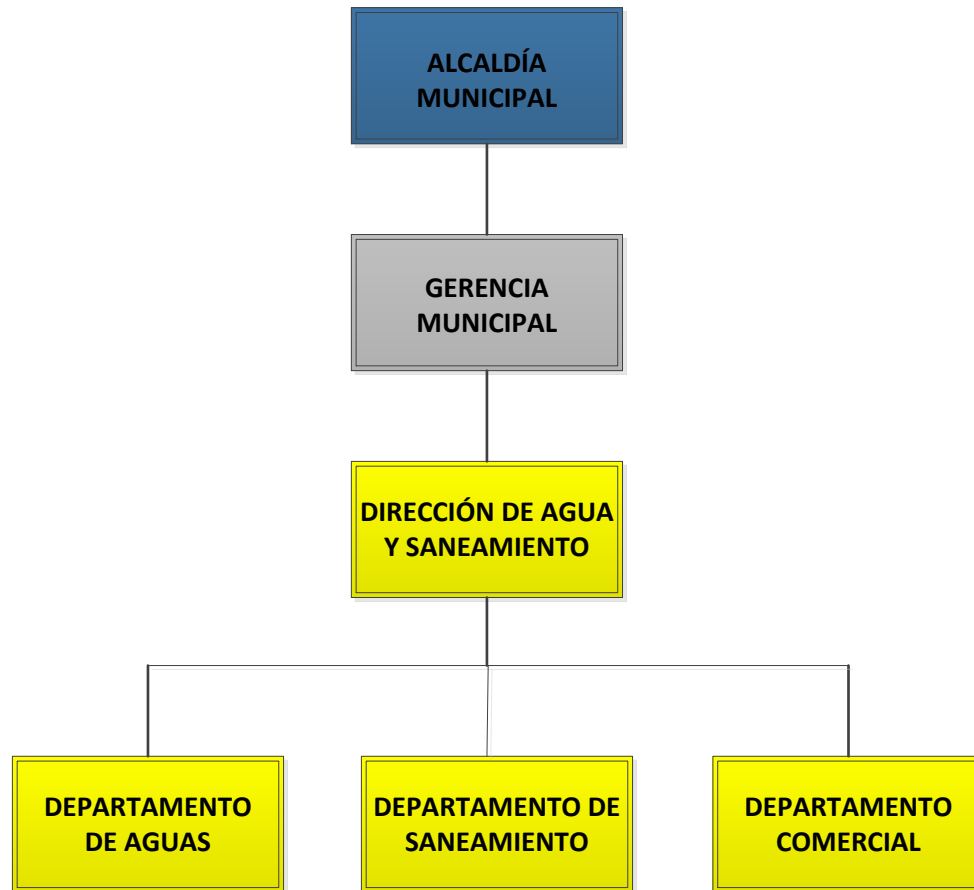 ALCALDÍA
MUNICIPAL
GERENCIA
MUNICIPAL
DIRECCIÓN DE AGUA
Y SANEAMIENTO
DEPARTAMENTO
DE AGUAS
DEPARTAMENTO DE
SANEAMIENTO
DEPARTAMENTO
COMERCIAL